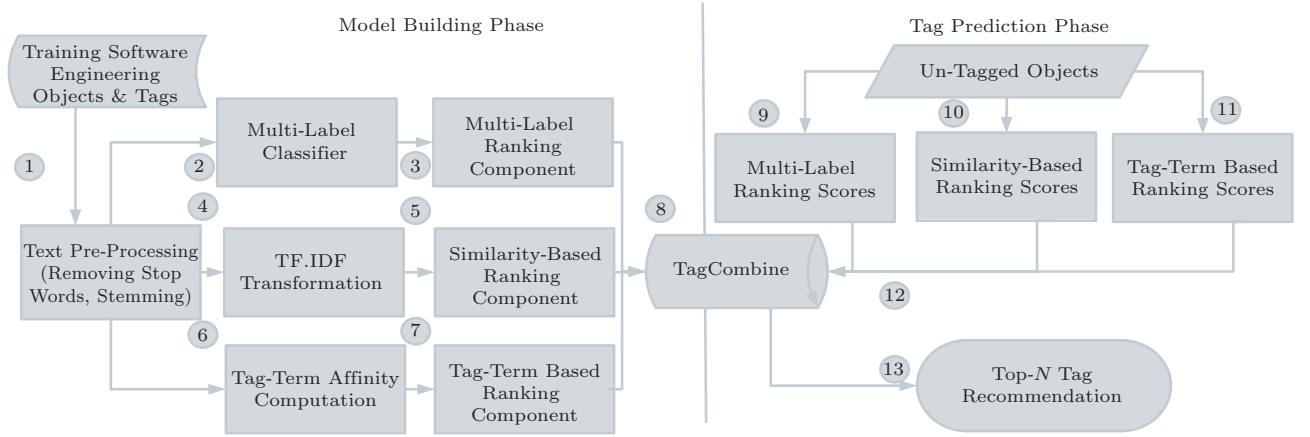 Model Building Phase
Tag Prediction Phase
Training Software
Engineering
Objects & Tags
Un-Tagged Objects
1
2
3
4
5
6
7
8
9
10
11
12
13
Multi-Label
Classifier
Multi-Label
Ranking
Component
Text Pre-Processing
(Removing Stop
Words, Stemming)
TF.IDF
Transformation
Similarity-Based
Ranking
Component
Tag-Term Affinity
Computation
Tag-Term Based
Ranking
Component
TagCombine
Multi-Label
Ranking Scores
Similarity-Based
Ranking Scores
Tag-Term Based
Ranking Scores
Top-N Tag
Recommendation